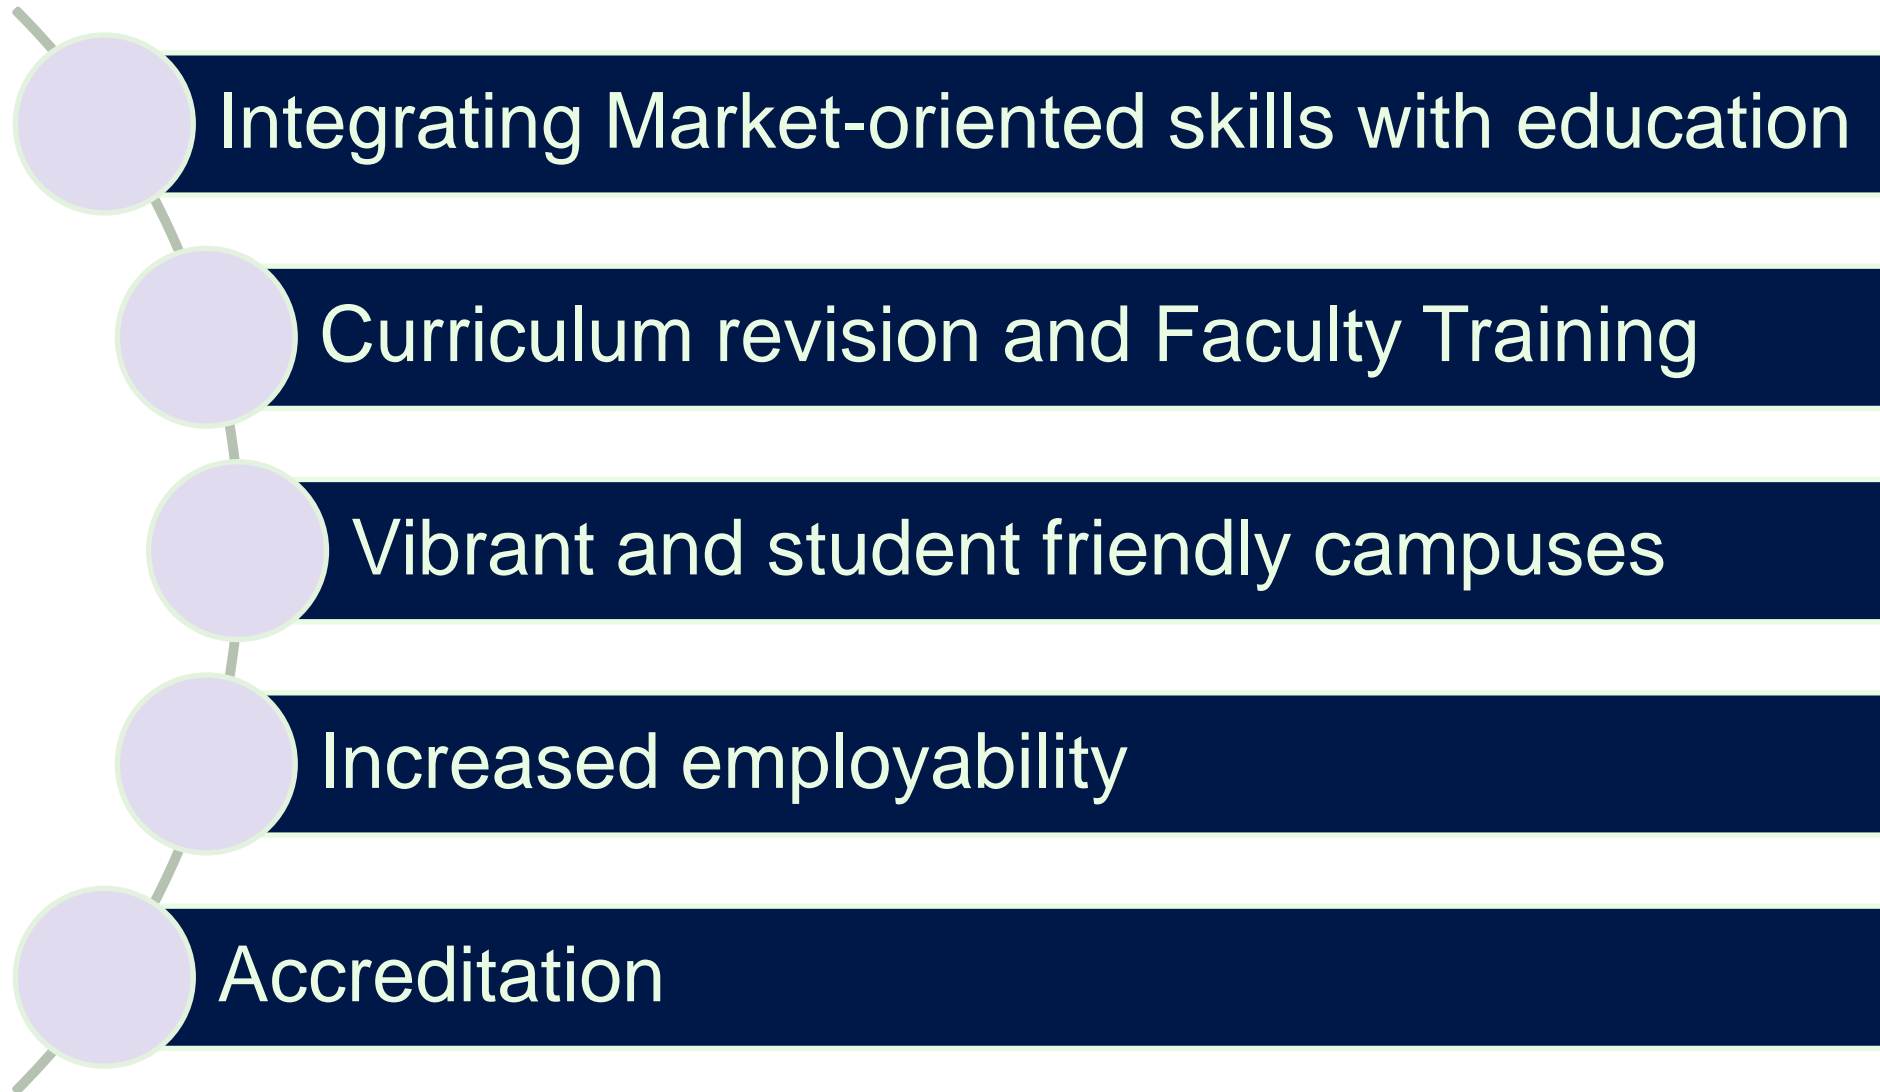 Integrating Market-oriented skills with education
Curriculum revision and Faculty Training
Vibrant and student friendly campuses
Increased employability
Accreditation